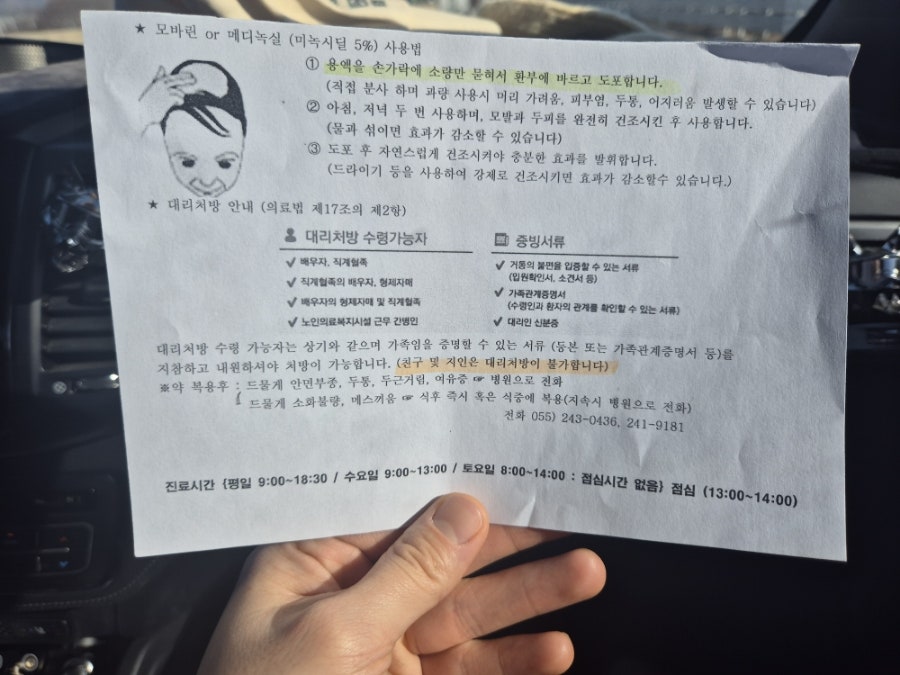 ★ 모바린 or 메디녹실 (미녹시딜 5%) 사용법
① 용액을 손가락에 소량만 묻혀서 환부에 바르고 도포합니다.
(직접 분사 하며 과량 사용시 머리 가려움, 피부염, 두통, 어지러움 발생할 수 있습니다)
② 아침, 저녁 두 번 사용하며, 모발과 두피를 완전히 건조시킨 후 사용합니다.
(물과 섞이면 효과가 감소할 수 있습니다)
③ 도포 후 자연스럽게 건조시켜야 충분한 효과를 발휘합니다.
(드라이기 등을 사용하여 강제로 건조시키면 효과가 감소할수 있습니다.)
★ 대리처방 안내 (의료법 제17조의 제2항)
대리처방 수령가능자
✓ 배우자, 직계혈족
✓ 직계혈족의 배우자, 형제자매
✓ 배우자의 형제자매 및 직계혈족
✓ 노인의료복지시설 근무 간병인
증빙서류
✓ 거동의 불편을 입증할 수 있는 서류
(입원확인서, 소견서 등)
✓ 가족관계증명서
(수령인과 환자의 관계를 확인할 수 있는 서류)
✓ 대리인 신분증
대리처방 수령 가능자는 상기와 같으며 가족임을 증명할 수 있는 서류 (등본 또는 가족관계증명서 등)를
지참하고 내원하셔야 처방이 가능합니다. (친구 및 지인은 대리처방이 불가합니다)
※약 복용후 : 드물게 안면부종, 두통, 두근거림, 여유증 ☞ 병원으로 전화
드물게 소화불량, 메스꺼움 ☞ 식후 즉시 혹은 식중에 복용(지속시 병원으로 전화)
전화 055) 243-0436, 241-9181
진료시간 {평일 9:00~18:30 / 수요일 9:00~13:00 / 토요일 8:00~14:00 : 점심시간 없음} 점심 (13:00~14:00)